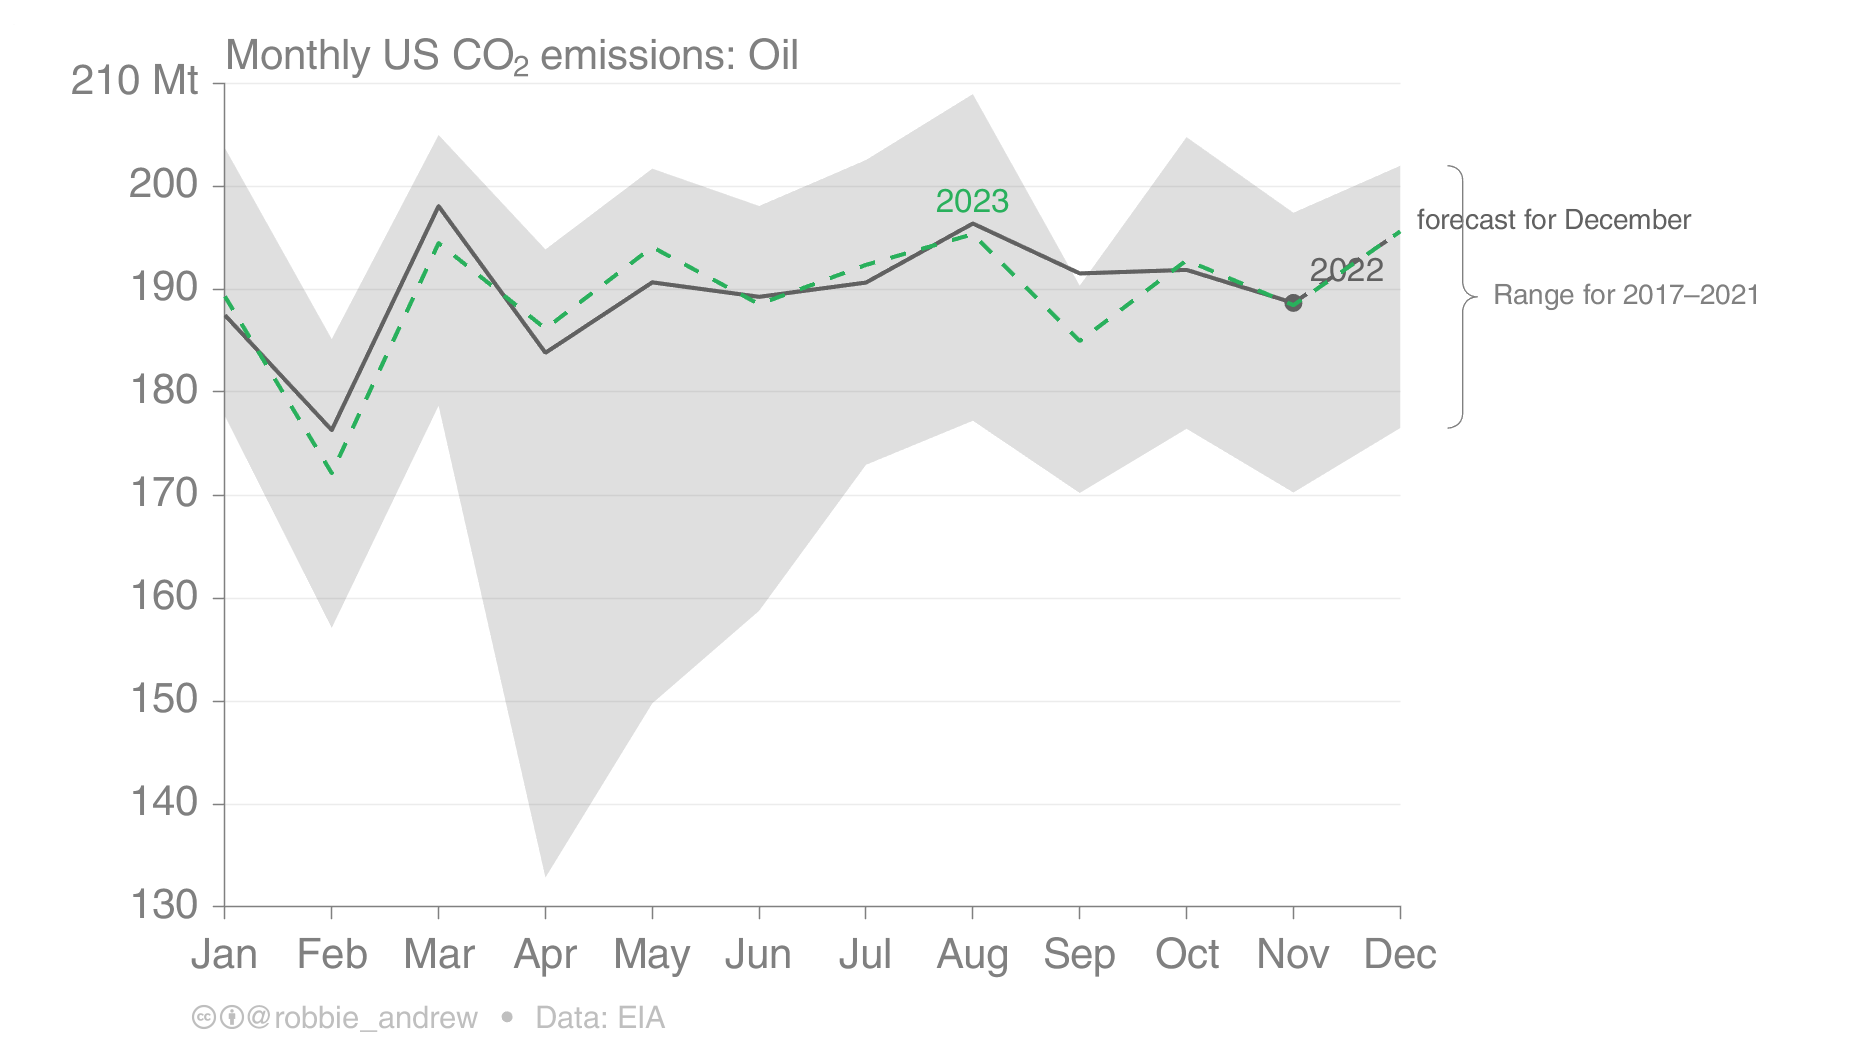 Monthly US CO₂ emissions: Oil
210 Mt
200
190
180
170
160
150
140
130
2023
forecast for December
2022
Range for 2017–2021
Jan Feb Mar Apr May Jun Jul Aug Sep Oct Nov Dec
@robbie_andrew • Data: EIA